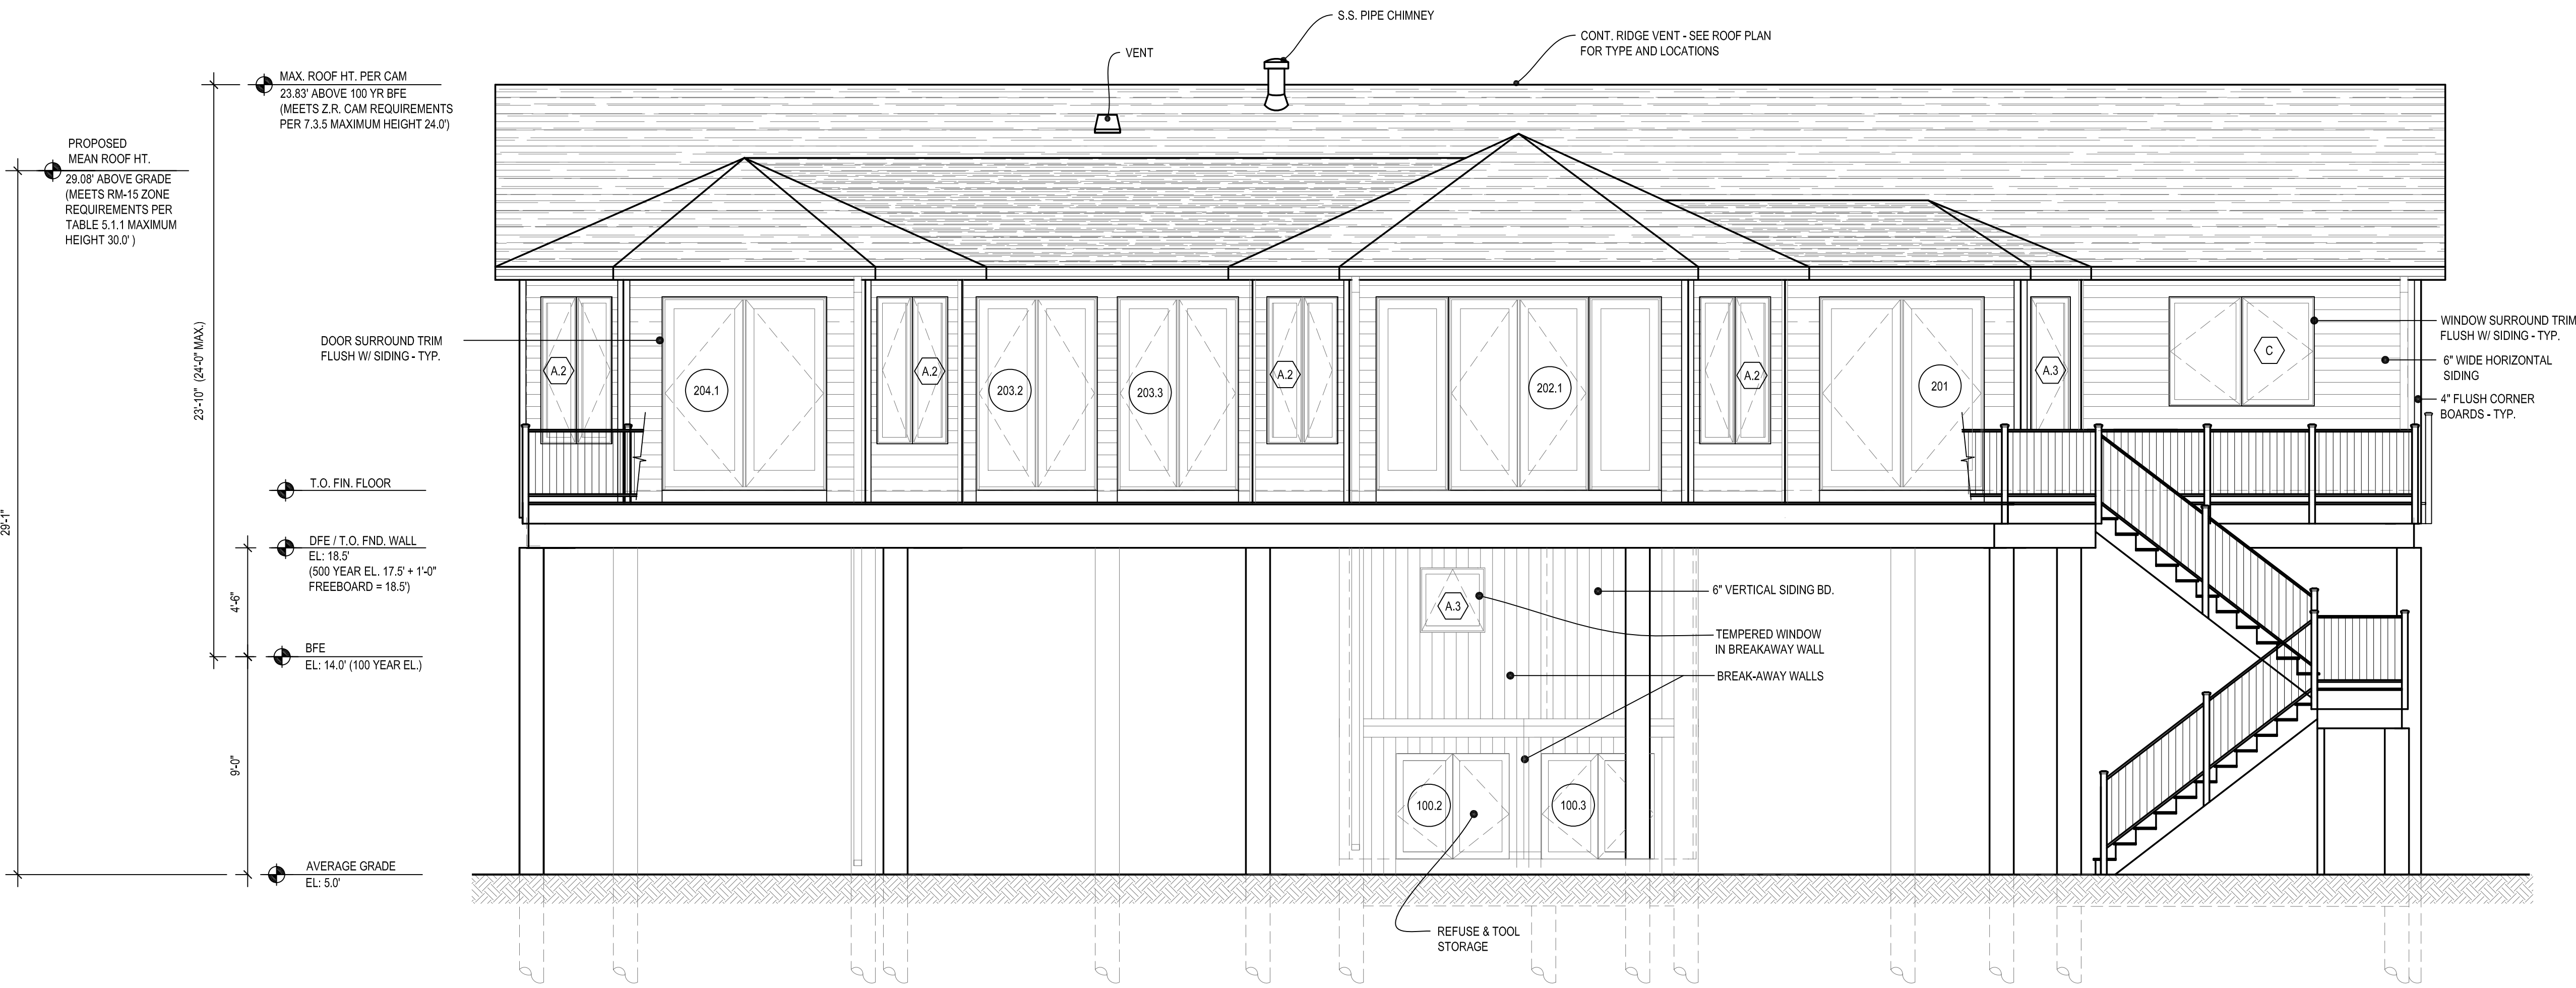 S.S. PIPE CHIMNEY
CONT. RIDGE VENT - SEE ROOF PLAN
FOR TYPE AND LOCATIONS
VENT
MAX. ROOF HT. PER CAM
23.83' ABOVE 100 YR BFE
(MEETS Z.R. CAM REQUIREMENTS
PER 7.3.5 MAXIMUM HEIGHT 24.0')
PROPOSED
MEAN ROOF HT.
29.08' ABOVE GRADE
(MEETS RM-15 ZONE
REQUIREMENTS PER
TABLE 5.1.1 MAXIMUM
HEIGHT 30.0' )
23'-10" (24'-0" MAX.)
29'-1"
DOOR SURROUND TRIM
FLUSH W/ SIDING - TYP.
A.2
204.1
A.2
203.2
203.3
A.2
202.1
A.2
201
A.3
C
WINDOW SURROUND TRIM
FLUSH W/ SIDING - TYP.
6" WIDE HORIZONTAL
SIDING
4" FLUSH CORNER
BOARDS - TYP.
T.O. FIN. FLOOR
DFE / T.O. FND. WALL
EL: 18.5'
(500 YEAR EL. 17.5' + 1'-0"
FREEBOARD = 18.5')
4'-6"
BFE
EL: 14.0' (100 YEAR EL.)
9'-0"
AVERAGE GRADE
EL: 5.0'
A.3
6" VERTICAL SIDING BD.
TEMPERED WINDOW
IN BREAKAWAY WALL
BREAK-AWAY WALLS
100.2
100.3
REFUSE & TOOL
STORAGE